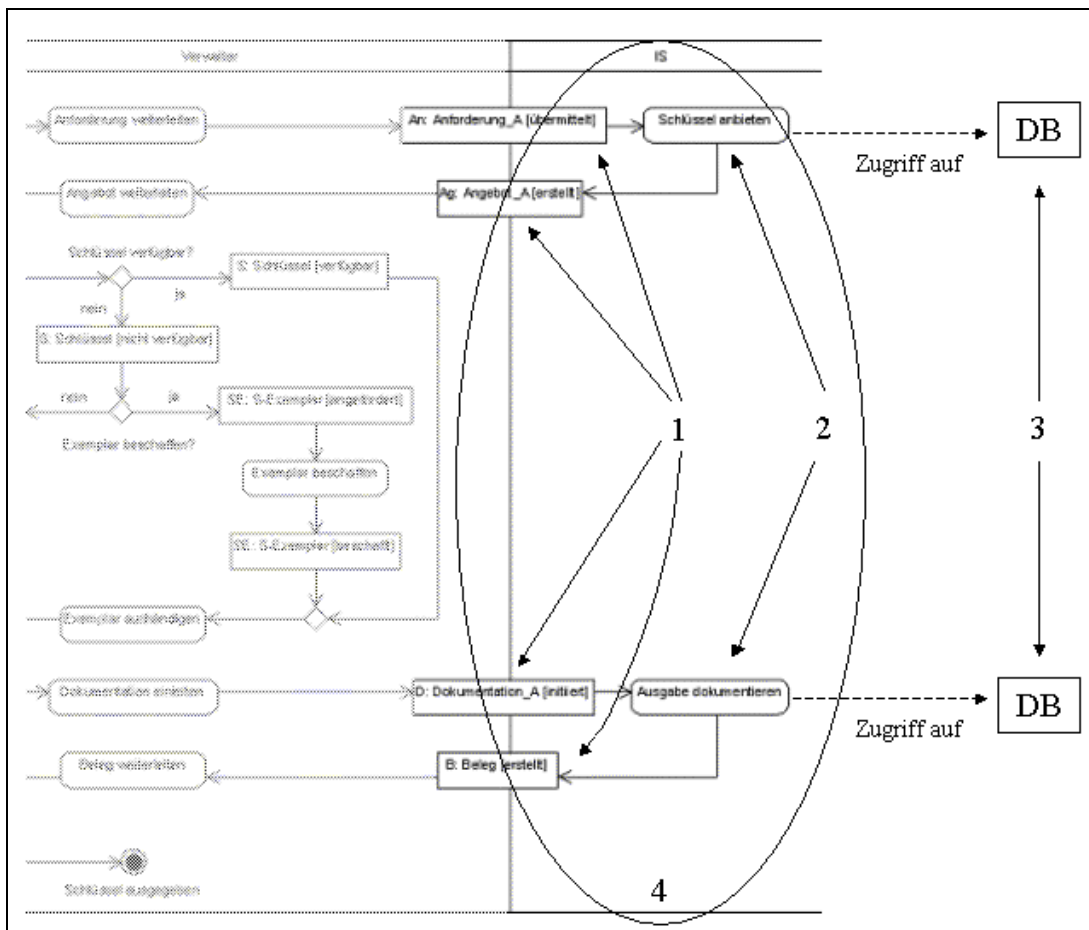 Verwalter
IS
Anforderung weiterleiten
An: Anforderung_A [übermittelt]
Schlüssel anbieten
DB
Zugriff auf
Angebot weiterleiten
Ag: Angebot_A [erstellt]
Schlüssel verfügbar?
S: Schlüssel [verfügbar]
ja
nein
S: Schlüssel [nicht verfügbar]
nein
ja
SE: S-Exempler [angefordert]
Exemplar beschaffen?
1
2
3
Exemplar beschaffen
SE: S-Exempler [beschafft]
Exemplar aushändigen
Dokumentation einleiten
D: Dokumentation_A [initiiert]
Ausgabe dokumentieren
DB
Zugriff auf
Beleg weiterleiten
B: Beleg [erstellt]
Schlüssel ausgegeben
4